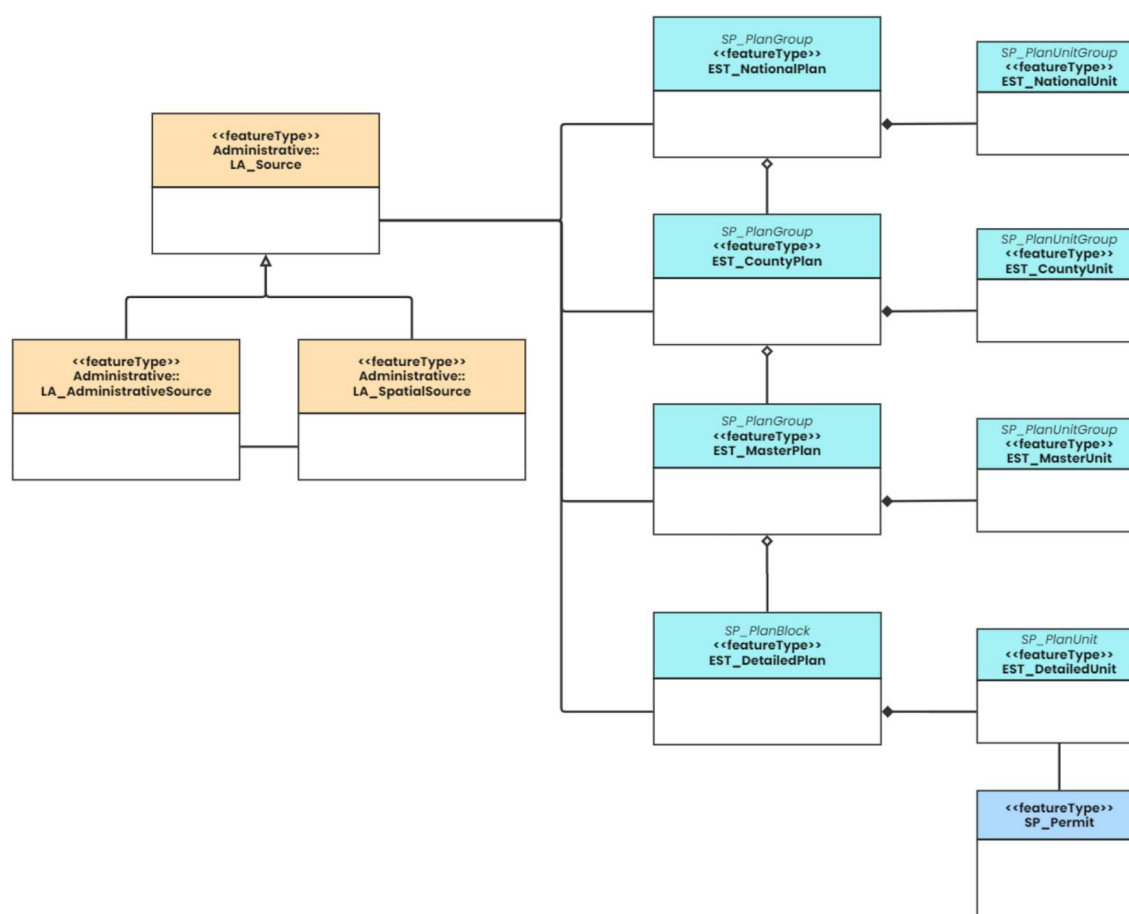 SP_PlanGroup
<<featureType>>
EST_NationalPlan
SP_PlanUnitGroup
<<featureType>>
EST_NationalUnit
<<featureType>>
Administrative::
LA_Source
SP_PlanGroup
<<featureType>>
EST_CountyPlan
SP_PlanUnitGroup
<<featureType>>
EST_CountyUnit
<<featureType>>
Administrative::
LA_AdministrativeSource
<<featureType>>
Administrative::
LA_SpatialSource
SP_PlanGroup
<<featureType>>
EST_MasterPlan
SP_PlanUnitGroup
<<featureType>>
EST_MasterUnit
SP_PlanBlock
<<featureType>>
EST_DetailedPlan
SP_PlanUnit
<<featureType>>
EST_DetailedUnit
<<featureType>>
SP_Permit